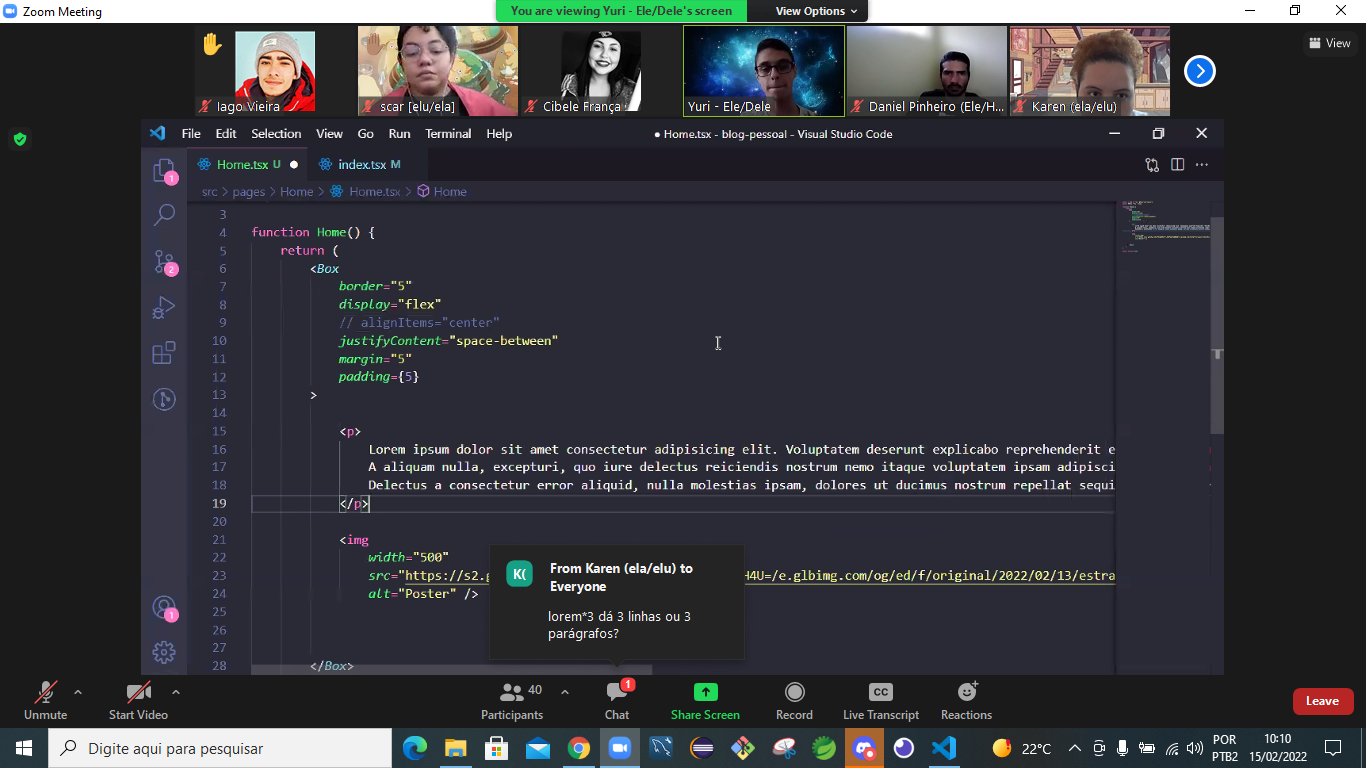 Zoom Meeting
You are viewing Yuri - Ele/Dele's screen
View Options
View
Iago Vieira
scar [elu/ela]
Cibele França
Yuri - Ele/Dele
Daniel Pinheiro (Ele/H...
Karen (ela/elu)
File Edit Selection View Go Run Terminal Help
● Home.tsx - blog-pessoal - Visual Studio Code
Home.tsx U
index.tsx M
src > pages > Home > Home.tsx > Home
3
4 function Home() {
5 return (
6 <Box
7 border="5"
8 display="flex"
9 // alignItems="center"
10 justifyContent="space-between"
11 margin="5"
12 padding={5}
13 >
14
15 <p>
16 Lorem ipsum dolor sit amet consectetur adipisicing elit. Voluptatem deserunt explicabo reprehenderit e
17 A aliquam nulla, excepturi, quo iure delectus reiciendis nostrum nemo itaque voluptatem ipsam adipisci
18 Delectus a consectetur error aliquid, nulla molestias ipsam, dolores ut ducimus nostrum repellat sequi
19 </p>
20
21 <img
22 width="500"
23 src="https://s2.g H4U=/e.glbimg.com/og/ed/f/original/2022/02/13/estra
24 alt="Poster" />
25
26
27
28 </Box>
1
2
1
K(
From Karen (ela/elu) to
Everyone
lorem*3 dá 3 linhas ou 3
parágrafos?
Unmute
Start Video
40
Participants
1
Chat
Share Screen
Record
CC
Live Transcript
Reactions
Leave
Digite aqui para pesquisar
22°C
POR
PTB2
10:10
15/02/2022